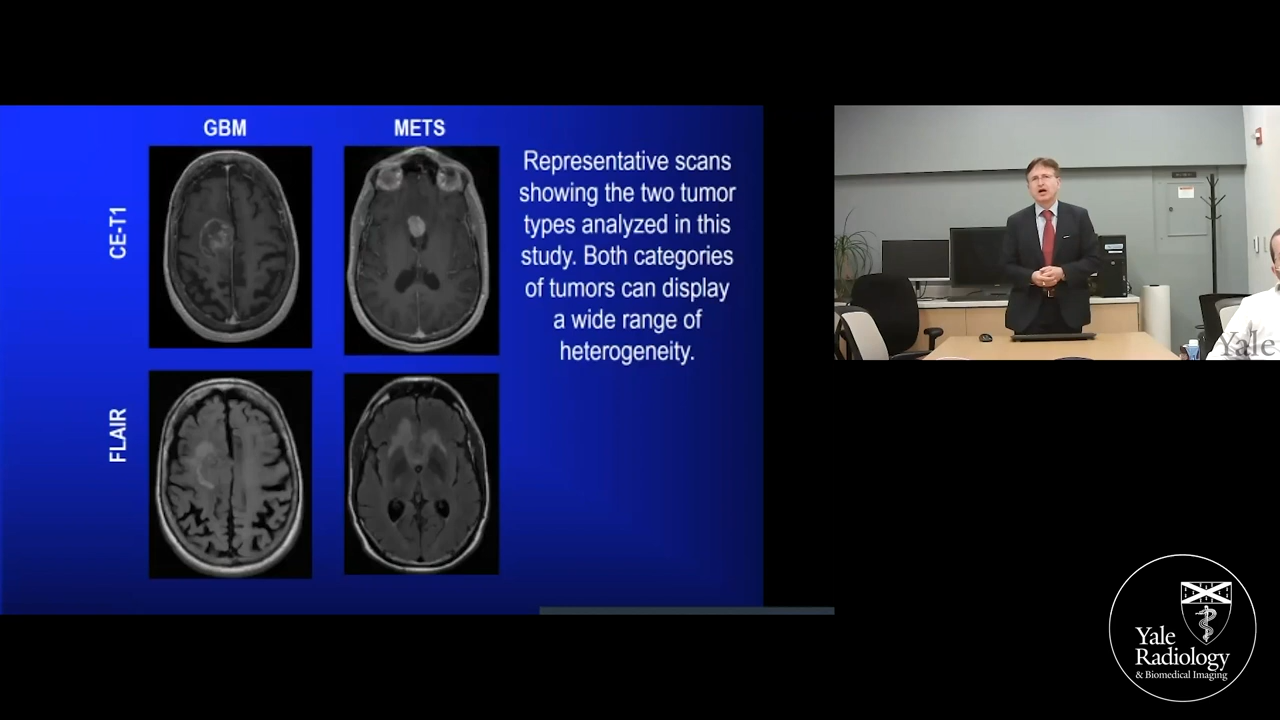 GBM
METS
CE-T1
FLAIR
Representative scans
showing the two tumor
types analyzed in this
study. Both categories
of tumors can display
a wide range of
heterogeneity.
Yale
Yale
Radiology
& Biomedical Imaging